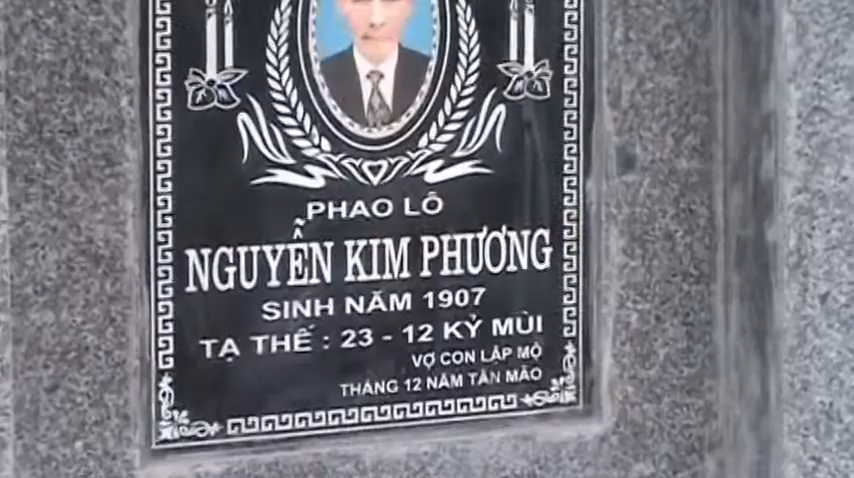 PHAO LÔ
NGUYỄN KIM PHƯƠNG
SINH NĂM 1907
TẠ THẾ : 23 - 12 KỶ MÙI
VỢ CON LẬP MỘ
THÁNG 12 NĂM TÂN MÃO